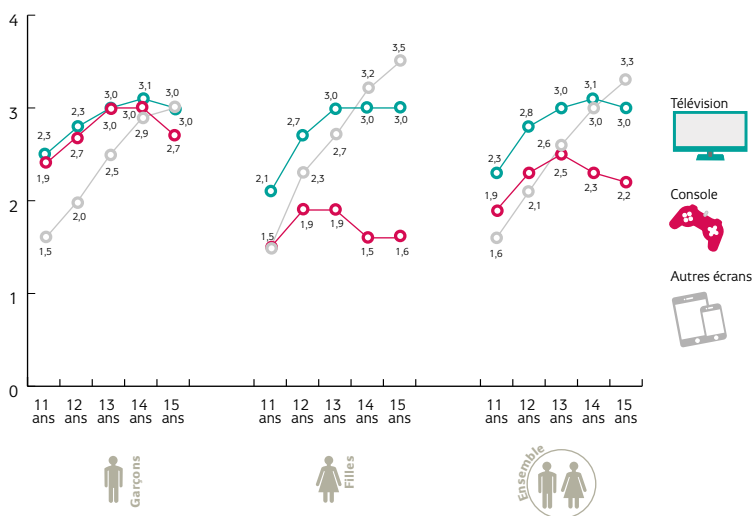 4
3
2
1
0
2,3
2,3
3,0
3,1
3,0
1,9
2,7
3,0
3,0
2,7
1,5
2,0
2,5
2,9
3,0
2,1
2,7
3,0
3,0
3,0
1,5
1,9
1,9
1,5
1,6
2,3
2,7
3,2
3,5
2,3
2,8
3,0
3,1
3,0
1,9
2,6
2,5
2,3
2,2
1,6
2,1
3,0
3,3
11 ans
12 ans
13 ans
14 ans
15 ans
11 ans
12 ans
13 ans
14 ans
15 ans
11 ans
12 ans
13 ans
14 ans
15 ans
Garçons
Filles
Ensemble
Télévision
Console
Autres écrans